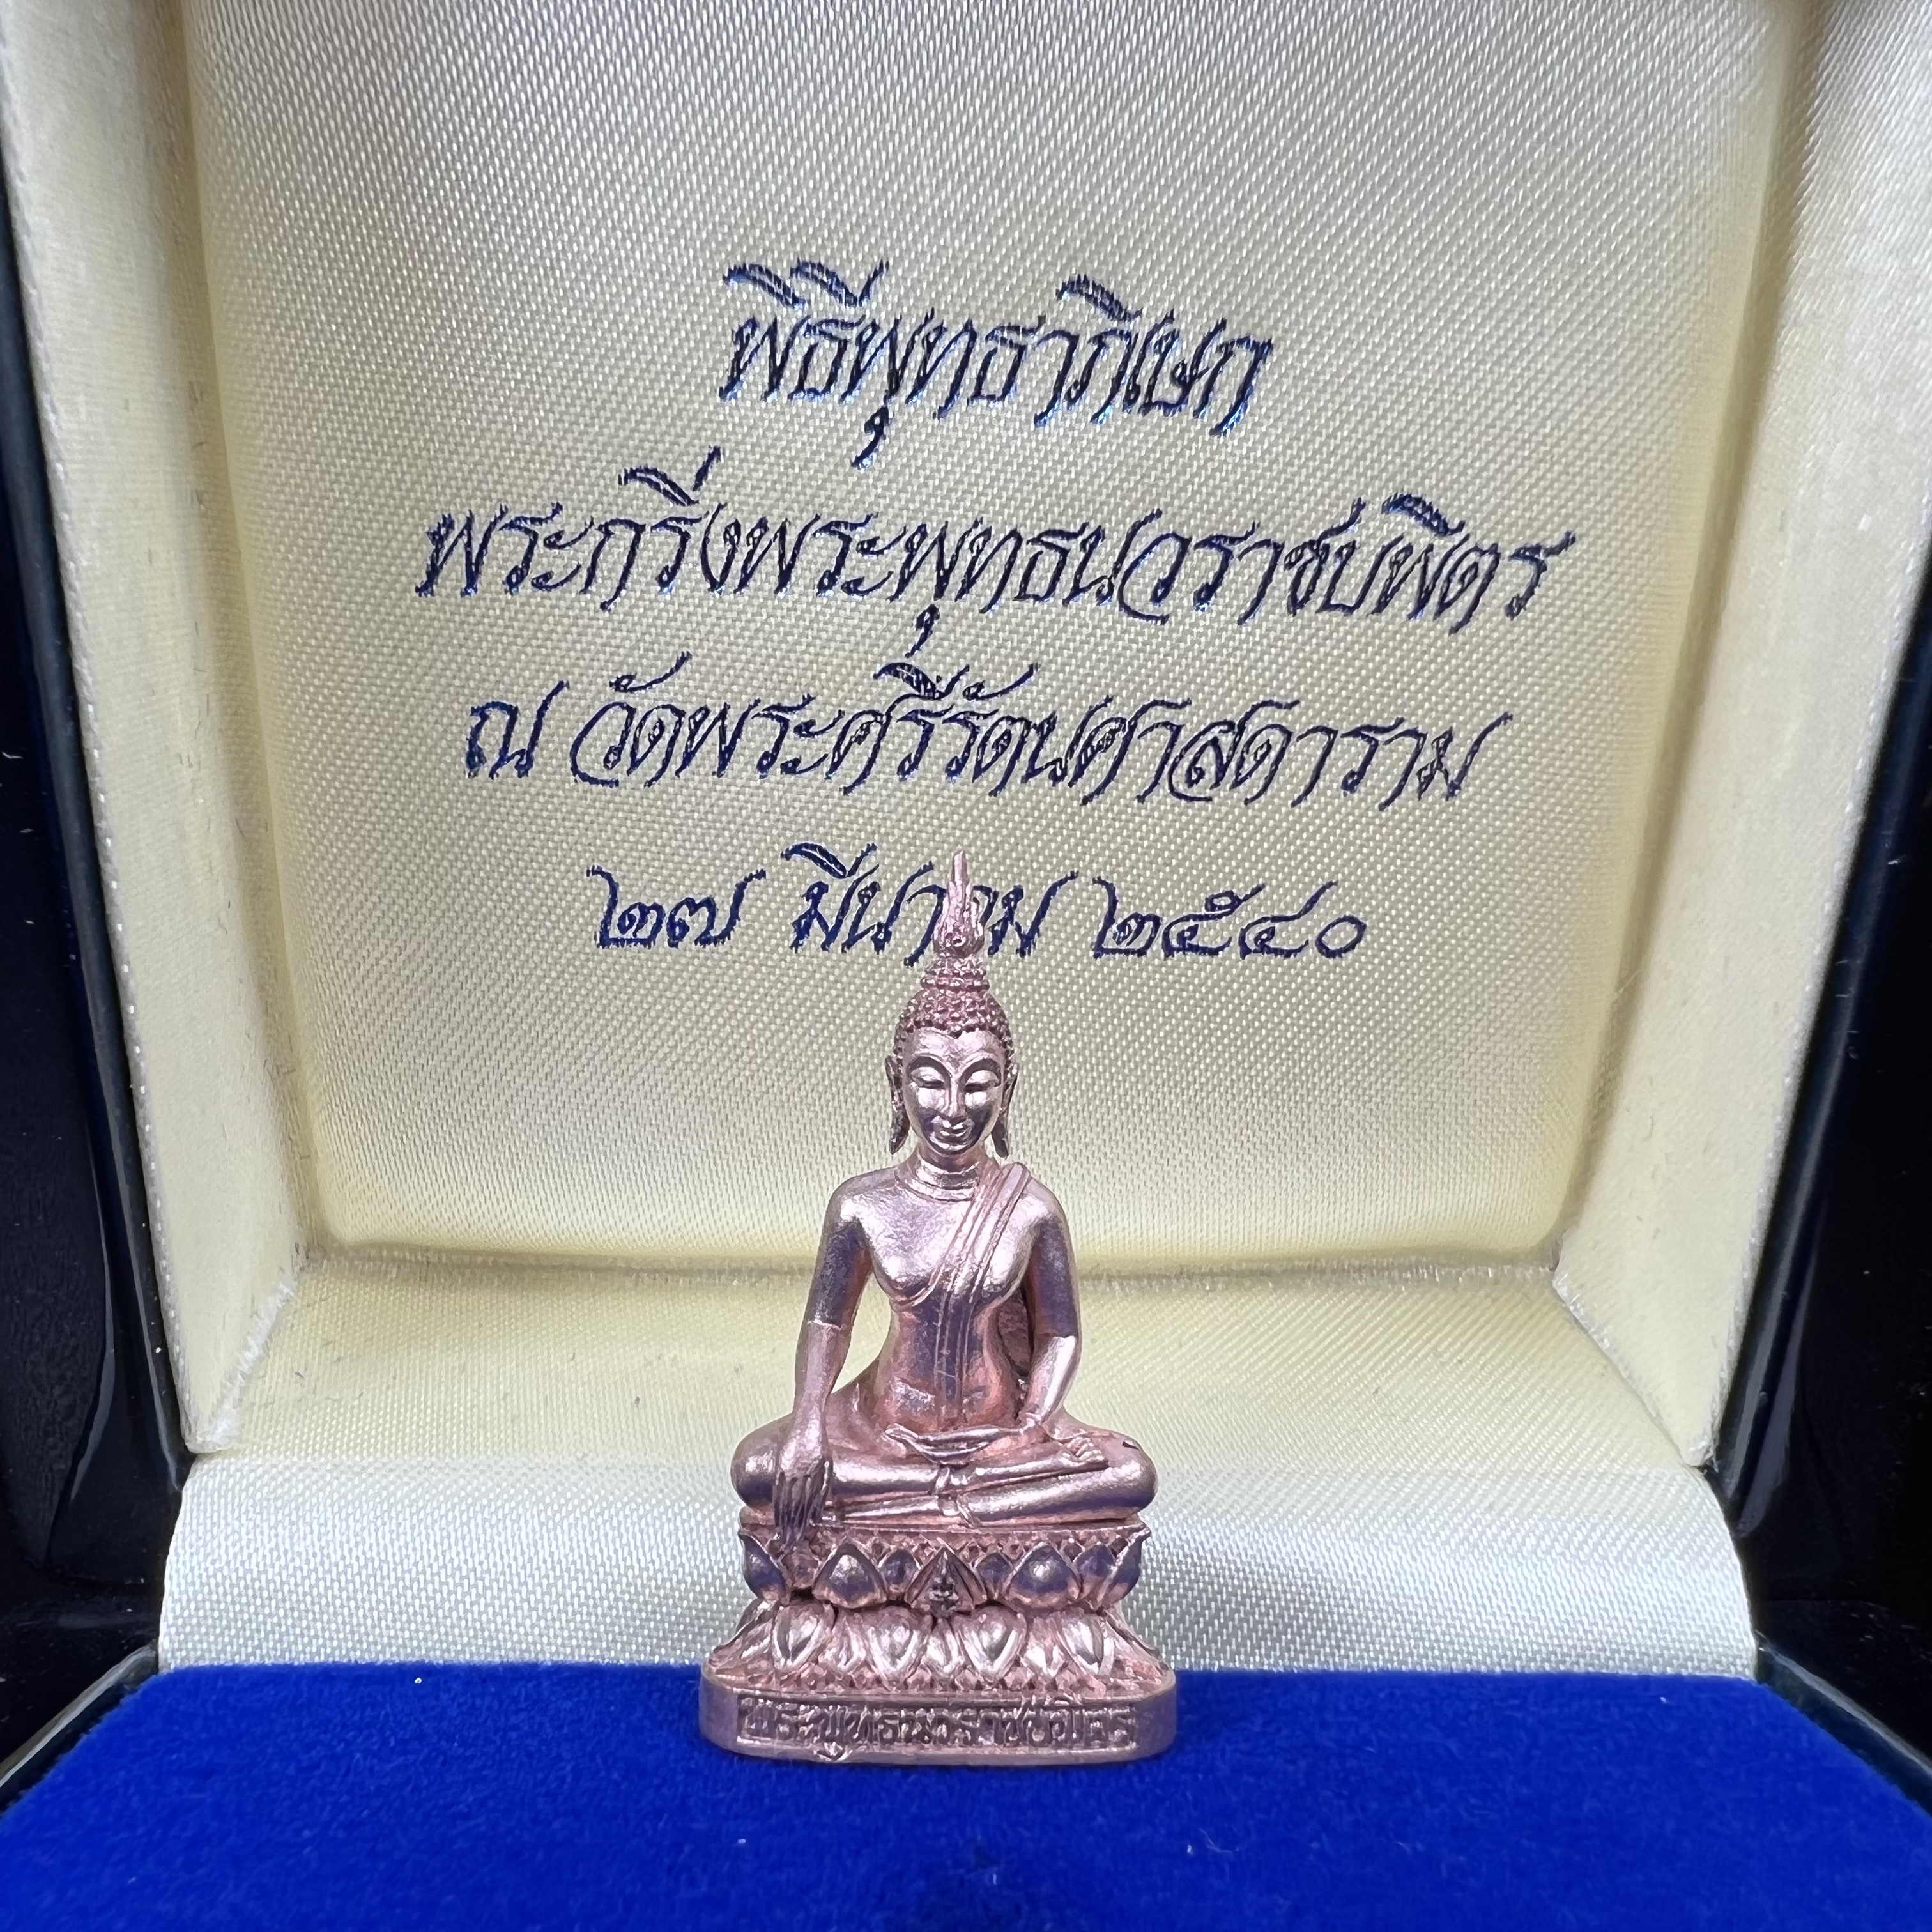 พิธีพุทธาภิเษก
พระกริ่งพระพุทธนวราชบพิตร
ณ วัดพระศรีรัตนศาสดาราม
๒๗ มีนาคม ๒๕๔๐
พระพุทธนวราชบพิตร